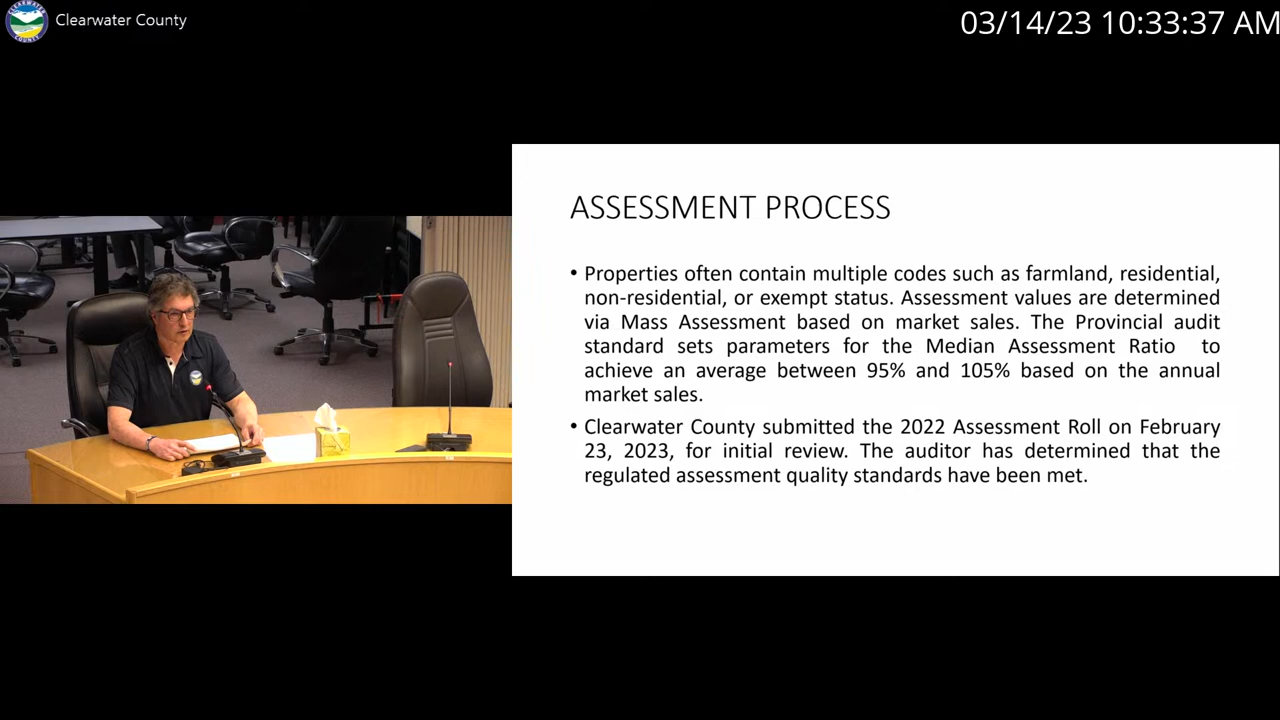 Clearwater County
03/14/23 10:33:37 AM
ASSESSMENT PROCESS
• Properties often contain multiple codes such as farmland, residential,
non-residential, or exempt status. Assessment values are determined
via Mass Assessment based on market sales. The Provincial audit
standard sets parameters for the Median Assessment Ratio to
achieve an average between 95% and 105% based on the annual
market sales.
• Clearwater County submitted the 2022 Assessment Roll on February
23, 2023, for initial review. The auditor has determined that the
regulated assessment quality standards have been met.